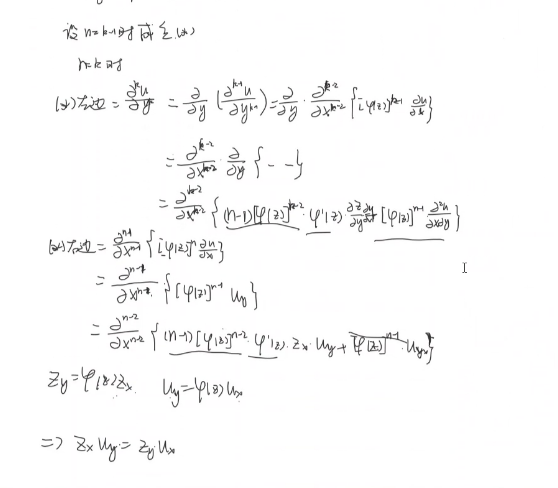 设 n=k-1时成立(*)
n=k时
(*)左边 = \frac{\partial^k u}{\partial y^k} = \frac{\partial}{\partial y} \left( \frac{\partial^{k-1} u}{\partial y^{k-1}} \right) = \frac{\partial}{\partial y} \cdot \frac{\partial^{k-2}}{\partial x^{k-2}} \left\{ [\varphi(z)]^{k-1} \frac{\partial u}{\partial x} \right\}
= \frac{\partial^{k-2}}{\partial x^{k-2}} \frac{\partial}{\partial y} \{ - - \}
= \frac{\partial^{k-2}}{\partial x^{k-2}} \left\{ (n-1)[\varphi(z)]^{k-2} \cdot \varphi'(z) \cdot \frac{\partial z}{\partial y} \frac{\partial u}{\partial x} [\varphi(z)]^{n-1} \frac{\partial^2 u}{\partial x \partial y} \right\}
(*)右边 = \frac{\partial^{n-1}}{\partial x^{n-1}} \left\{ [\varphi(z)]^n \frac{\partial u}{\partial x} \right\}
= \frac{\partial^{n-1}}{\partial x^{n-1}} \left\{ [\varphi(z)]^{n-1} u_y \right\}
= \frac{\partial^{n-2}}{\partial x^{n-2}} \left\{ (n-1)[\varphi(z)]^{n-2} \cdot \varphi'(z) \cdot z_x \cdot u_y + [\varphi(z)]^{n-1} \cdot u_{yx} \right\}
z_y = \varphi(z) z_x \quad u_y = \varphi(z) u_x
\Rightarrow z_x u_y = z_y u_x